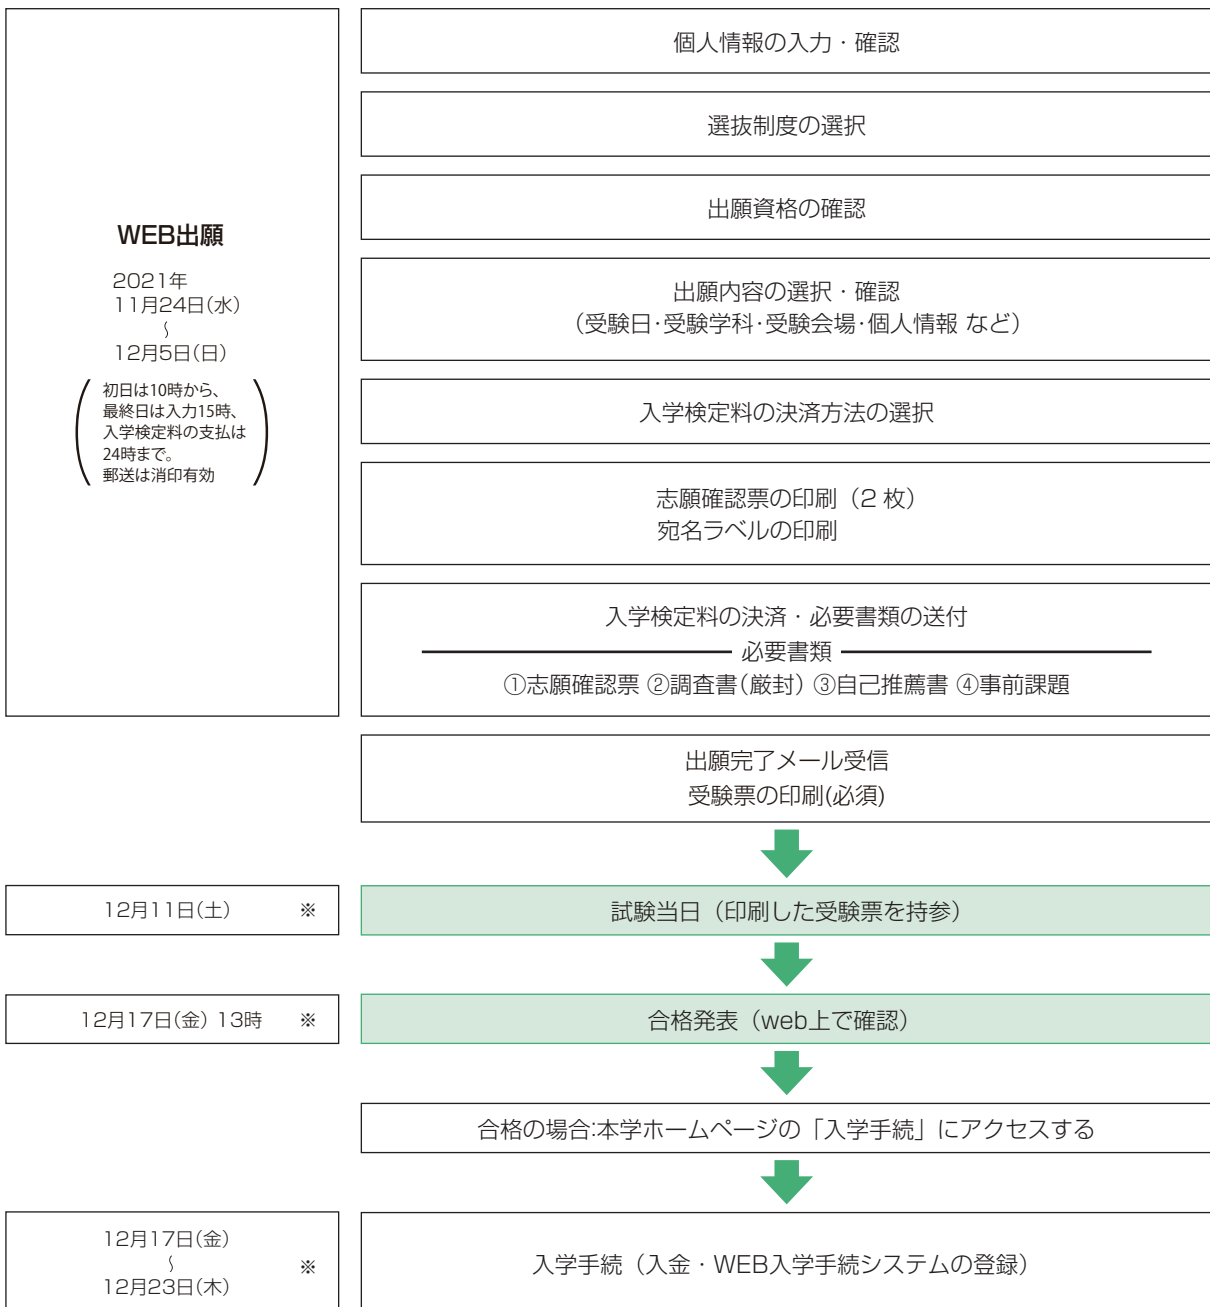 WEB出願
2021年
11月24日(水)
〜
12月5日(日)
初日は10時から、
最終日は入力15時、
入学検定料の支払は
24時まで。
郵送は消印有効
個人情報の入力・確認
選抜制度の選択
出願資格の確認
出願内容の選択・確認
（受験日･受験学科･受験会場･個人情報 など）
入学検定料の決済方法の選択
志願確認票の印刷（2 枚）
宛名ラベルの印刷
入学検定料の決済・必要書類の送付
必要書類
①志願確認票 ②調査書(厳封) ③自己推薦書 ④事前課題
出願完了メール受信
受験票の印刷(必須)
12月11日(土) ※
試験当日（印刷した受験票を持参）
12月17日(金) 13時 ※
合格発表（web上で確認）
合格の場合:本学ホームページの「入学手続」にアクセスする
12月17日(金)
〜
12月23日(木)
※
入学手続（入金・WEB入学手続システムの登録）